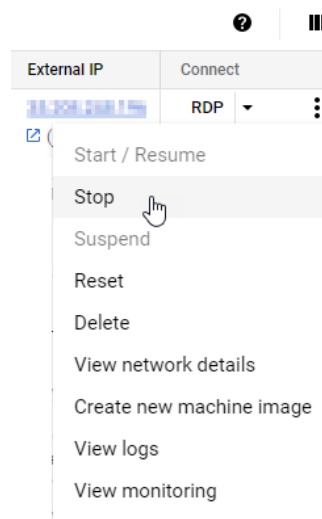 External IP Connect
RDP
Start / Resume
Stop
Suspend
Reset
Delete
View network details
Create new machine image
View logs
View monitoring